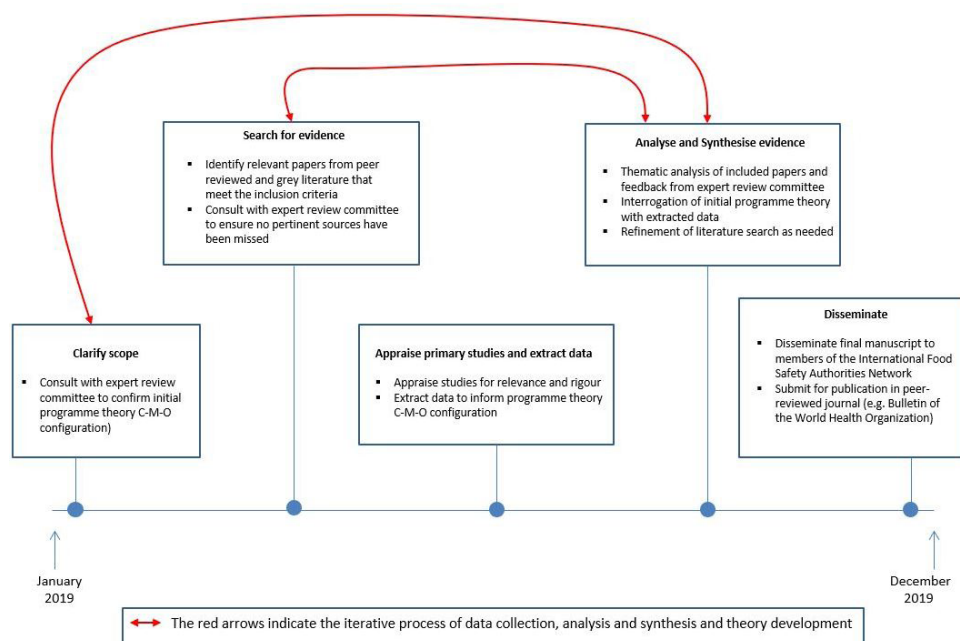 Search for evidence
▪ Identify relevant papers from peer
reviewed and grey literature that
meet the inclusion criteria
▪ Consult with expert review committee
to ensure no pertinent sources have
been missed
Analyse and Synthesise evidence
▪ Thematic analysis of included papers and
feedback from expert review committee
▪ Interrogation of initial programme theory
with extracted data
▪ Refinement of literature search as needed
Clarify scope
▪ Consult with expert review
committee to confirm initial
programme theory C-M-O
configuration)
Appraise primary studies and extract data
▪ Appraise studies for relevance and rigour
▪ Extract data to inform programme theory
C-M-O configuration
Disseminate
▪ Disseminate final manuscript to
members of the International Food
Safety Authorities Network
▪ Submit for publication in peer-
reviewed journal (e.g. Bulletin of
the World Health Organization)
January
2019
December
2019
The red arrows indicate the iterative process of data collection, analysis and synthesis and theory development